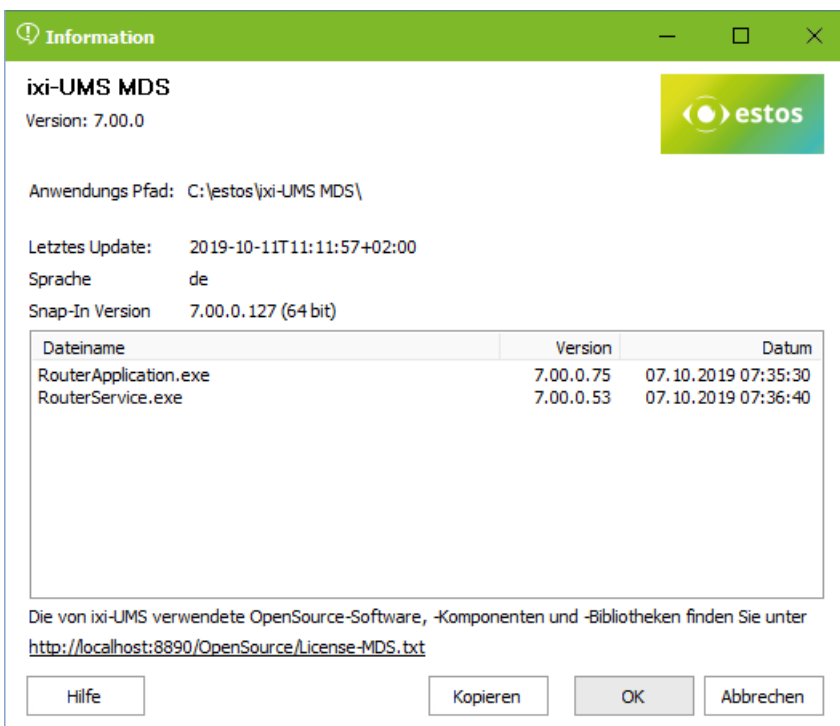 Information
ixi-UMS MDS
estos
Version: 7.00.0
Anwendungs Pfad: C:\estos\ixi-UMS MDS\
Letztes Update: 2019-10-11T11:11:57+02:00
Sprache de
Snap-In Version 7.00.0.127 (64 bit)
Dateiname Version Datum
RouterApplication.exe 7.00.0.75 07.10.2019 07:35:30
RouterService.exe 7.00.0.53 07.10.2019 07:36:40
Die von ixi-UMS verwendete OpenSource-Software, -Komponenten und -Bibliotheken finden Sie unter
http://localhost:8890/OpenSource/License-MDS.txt
Hilfe Kopieren OK Abbrechen